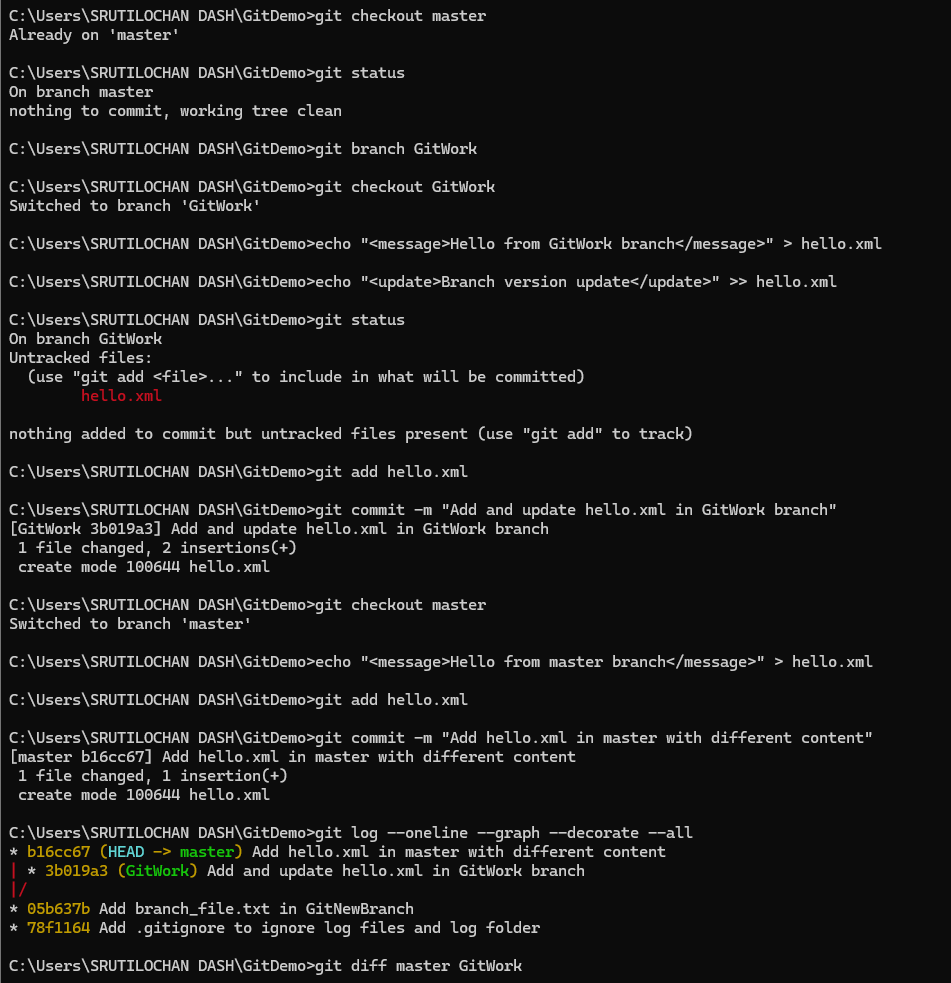 C:\Users\SRUTILOCHAN DASH\GitDemo>git checkout master
Already on 'master'
C:\Users\SRUTILOCHAN DASH\GitDemo>git status
On branch master
nothing to commit, working tree clean
C:\Users\SRUTILOCHAN DASH\GitDemo>git branch GitWork
C:\Users\SRUTILOCHAN DASH\GitDemo>git checkout GitWork
Switched to branch 'GitWork'
C:\Users\SRUTILOCHAN DASH\GitDemo>echo "<message>Hello from GitWork branch</message>" > hello.xml
C:\Users\SRUTILOCHAN DASH\GitDemo>echo "<update>Branch version update</update>" >> hello.xml
C:\Users\SRUTILOCHAN DASH\GitDemo>git status
On branch GitWork
Untracked files:
  (use "git add <file>..." to include in what will be committed)
        hello.xml
nothing added to commit but untracked files present (use "git add" to track)
C:\Users\SRUTILOCHAN DASH\GitDemo>git add hello.xml
C:\Users\SRUTILOCHAN DASH\GitDemo>git commit -m "Add and update hello.xml in GitWork branch"
[GitWork 3b019a3] Add and update hello.xml in GitWork branch
 1 file changed, 2 insertions(+)
 create mode 100644 hello.xml
C:\Users\SRUTILOCHAN DASH\GitDemo>git checkout master
Switched to branch 'master'
C:\Users\SRUTILOCHAN DASH\GitDemo>echo "<message>Hello from master branch</message>" > hello.xml
C:\Users\SRUTILOCHAN DASH\GitDemo>git add hello.xml
C:\Users\SRUTILOCHAN DASH\GitDemo>git commit -m "Add hello.xml in master with different content"
[master b16cc67] Add hello.xml in master with different content
 1 file changed, 1 insertion(+)
 create mode 100644 hello.xml
C:\Users\SRUTILOCHAN DASH\GitDemo>git log --oneline --graph --decorate --all
* b16cc67 (HEAD -> master) Add hello.xml in master with different content
| * 3b019a3 (GitWork) Add and update hello.xml in GitWork branch
|/
* 05b637b Add branch_file.txt in GitNewBranch
* 78f1164 Add .gitignore to ignore log files and log folder
C:\Users\SRUTILOCHAN DASH\GitDemo>git diff master GitWork